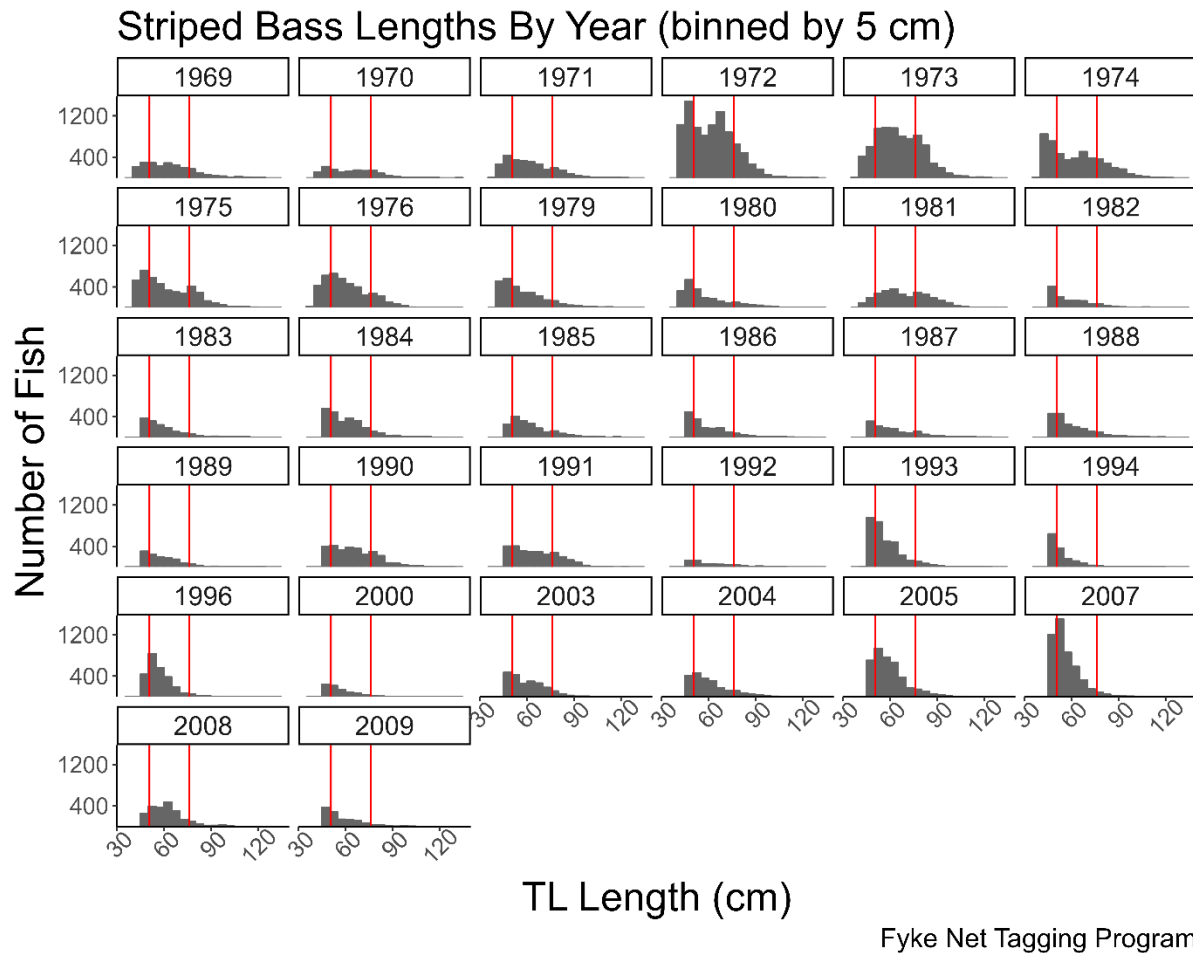 Striped Bass Lengths By Year (binned by 5 cm)
1969 1970 1971 1972 1973 1974
1200
400
1975 1976 1979 1980 1981 1982
1200
400
1983 1984 1985 1986 1987 1988
1200
400
1989 1990 1991 1992 1993 1994
1200
400
1996 2000 2003 2004 2005 2007
1200
400
30 60 90 120 30 60 90 120 30 60 90 120 30 60 90 120
2008 2009
1200
400
30 60 90 120 30 60 90 120
Number of Fish
TL Length (cm)
Fyke Net Tagging Program